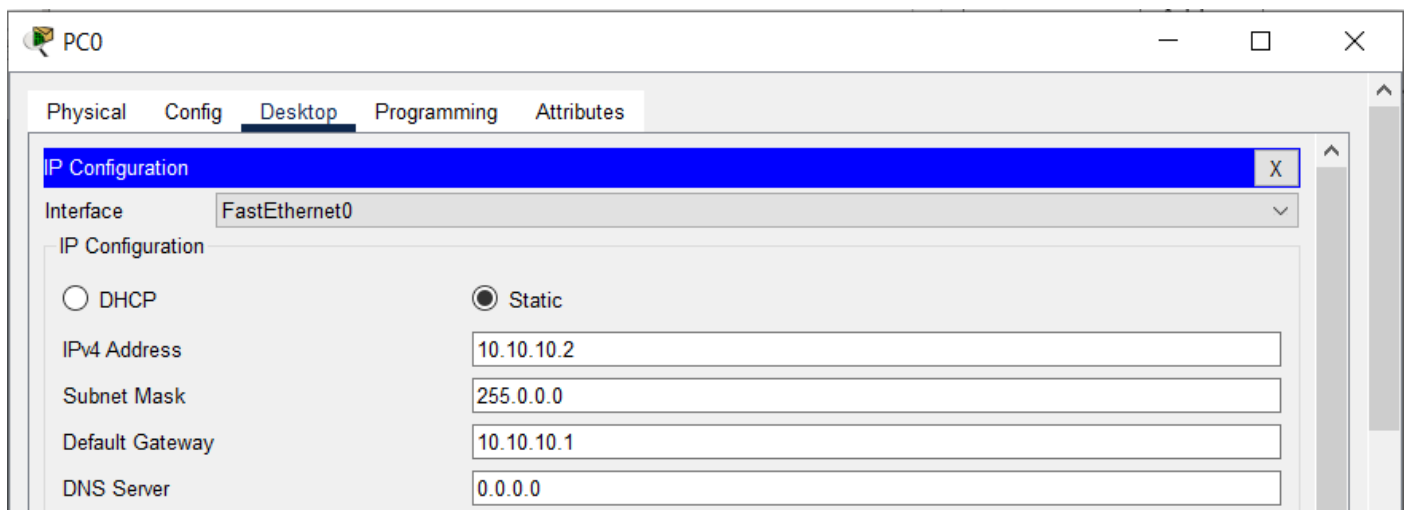 PC0
Physical Config Desktop Programming Attributes
IP Configuration X
Interface FastEthernet0
IP Configuration
DHCP Static
IPv4 Address 10.10.10.2
Subnet Mask 255.0.0.0
Default Gateway 10.10.10.1
DNS Server 0.0.0.0